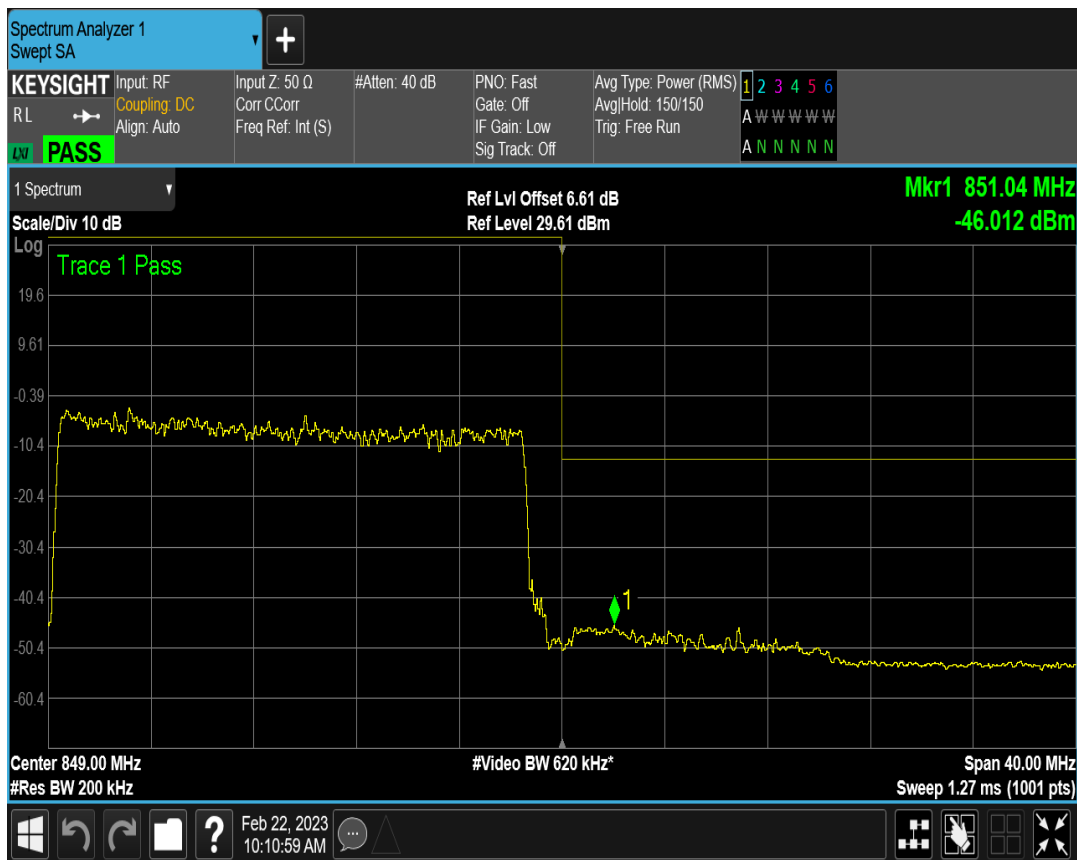 Spectrum Analyzer 1
Swept SA
+
KEYSIGHT
R L
LXI PASS
Input: RF
Coupling: DC
Align: Auto
Input Z: 50 Ω
Corr CCorr
Freq Ref: Int (S)
#Atten: 40 dB
PNO: Fast
Gate: Off
IF Gain: Low
Sig Track: Off
Avg Type: Power (RMS)
Avg|Hold: 150/150
Trig: Free Run
1 2 3 4 5 6
A W W W W W
A N N N N N
1 Spectrum
Scale/Div 10 dB
Ref Lvl Offset 6.61 dB
Ref Level 29.61 dBm
Mkr1 851.04 MHz
-46.012 dBm
Log
Trace 1 Pass
19.6
9.61
-0.39
-10.4
-20.4
-30.4
-40.4
-50.4
-60.4
1
Center 849.00 MHz
#Res BW 200 kHz
#Video BW 620 kHz*
Span 40.00 MHz
Sweep 1.27 ms (1001 pts)
?
Feb 22, 2023
10:10:59 AM